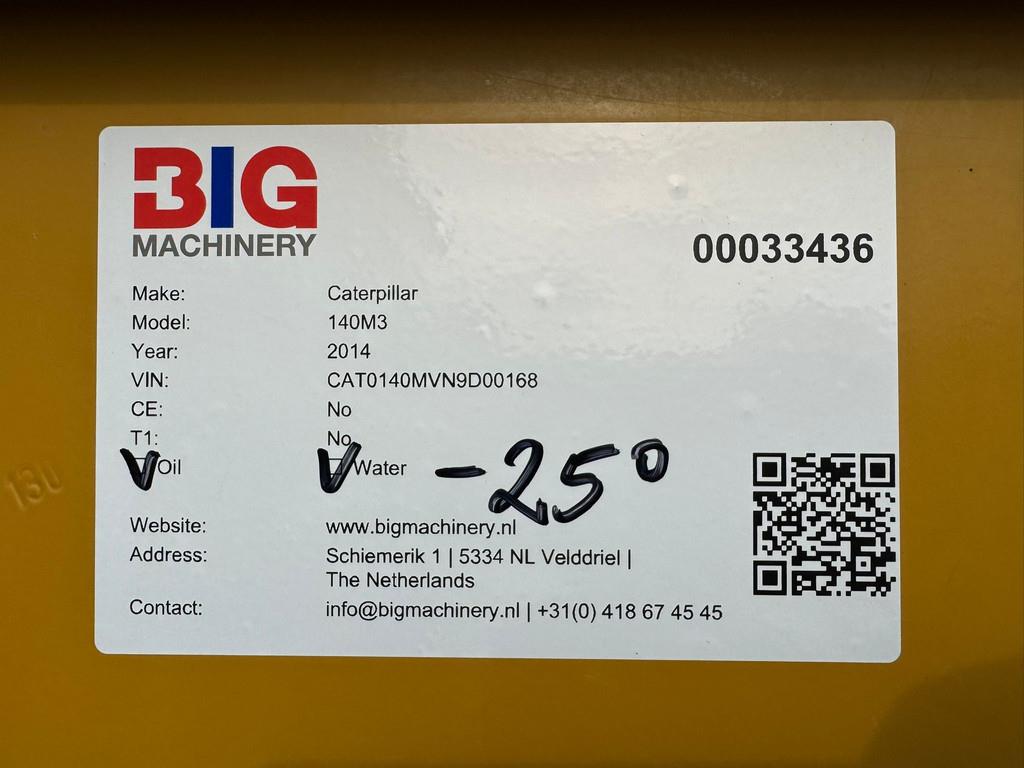 BIG
MACHINERY
00033436
Make: Caterpillar
Model: 140M3
Year: 2014
VIN: CAT0140MVN9D00168
CE: No
T1: No
V Oil V Water -25°
Website: www.bigmachinery.nl
Address: Schiemerik 1 | 5334 NL Velddriel |
The Netherlands
Contact: info@bigmachinery.nl | +31(0) 418 67 45 45